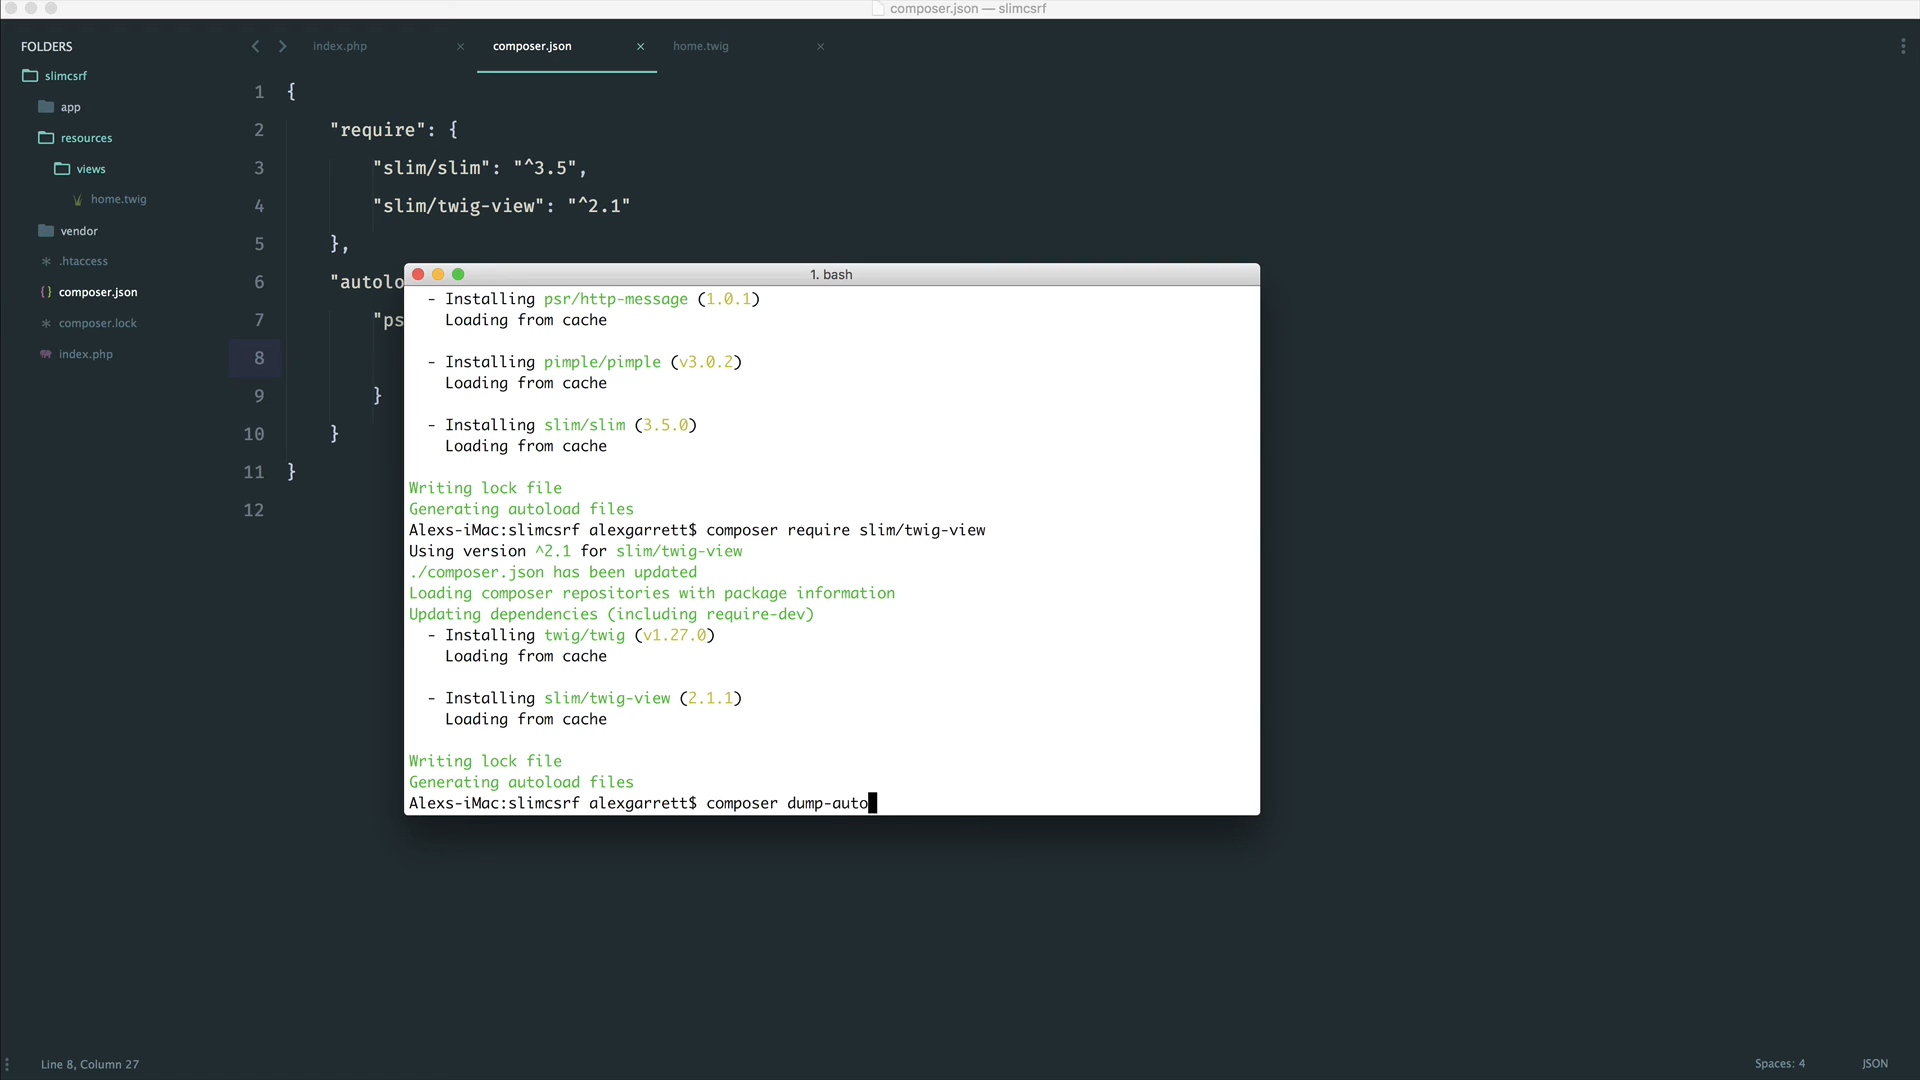 composer.json — slimcsrf
FOLDERS
slimcsrf
app
resources
views
home.twig
vendor
.htaccess
composer.json
composer.lock
index.php
index.php
composer.json
home.twig
1 {
2 "require": {
3 "slim/slim": "^3.5",
4 "slim/twig-view": "^2.1"
5 },
6 "autolo
7 "ps
8
9 }
10 }
11 }
12
1. bash
- Installing psr/http-message (1.0.1)
Loading from cache
- Installing pimple/pimple (v3.0.2)
Loading from cache
- Installing slim/slim (3.5.0)
Loading from cache
Writing lock file
Generating autoload files
Alexs-iMac:slimcsrf alexgarrett$ composer require slim/twig-view
Using version ^2.1 for slim/twig-view
./composer.json has been updated
Loading composer repositories with package information
Updating dependencies (including require-dev)
- Installing twig/twig (v1.27.0)
Loading from cache
- Installing slim/twig-view (2.1.1)
Loading from cache
Writing lock file
Generating autoload files
Alexs-iMac:slimcsrf alexgarrett$ composer dump-auto
Line 8, Column 27
Spaces: 4
JSON